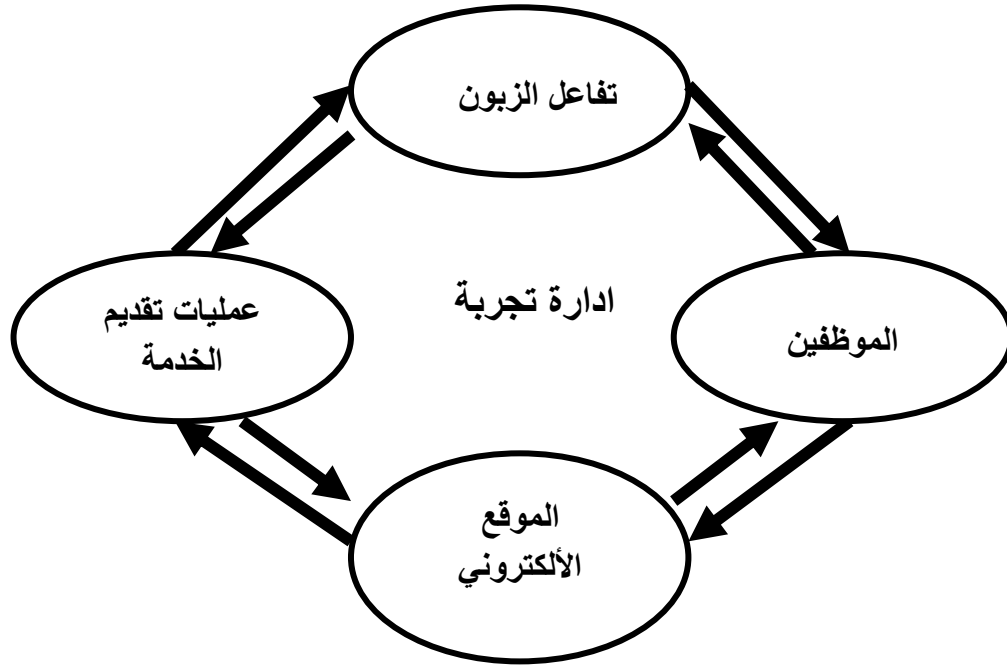 تفاعل الزبون
ادارة تجربة
الموظفين
عمليات تقديم
الخدمة
الموقع
الألكتروني